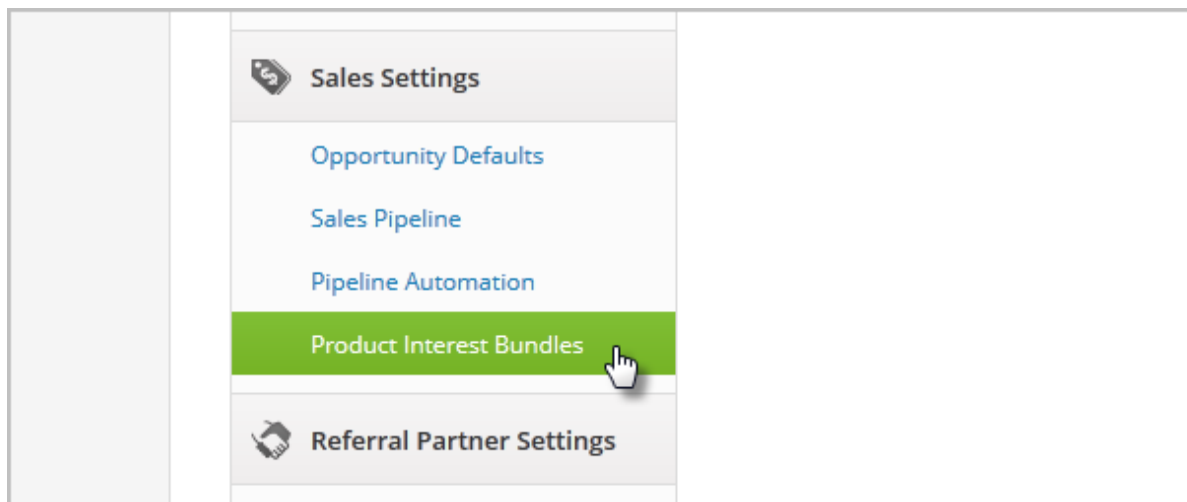 Sales Settings
Opportunity Defaults
Sales Pipeline
Pipeline Automation
Product Interest Bundles
Referral Partner Settings